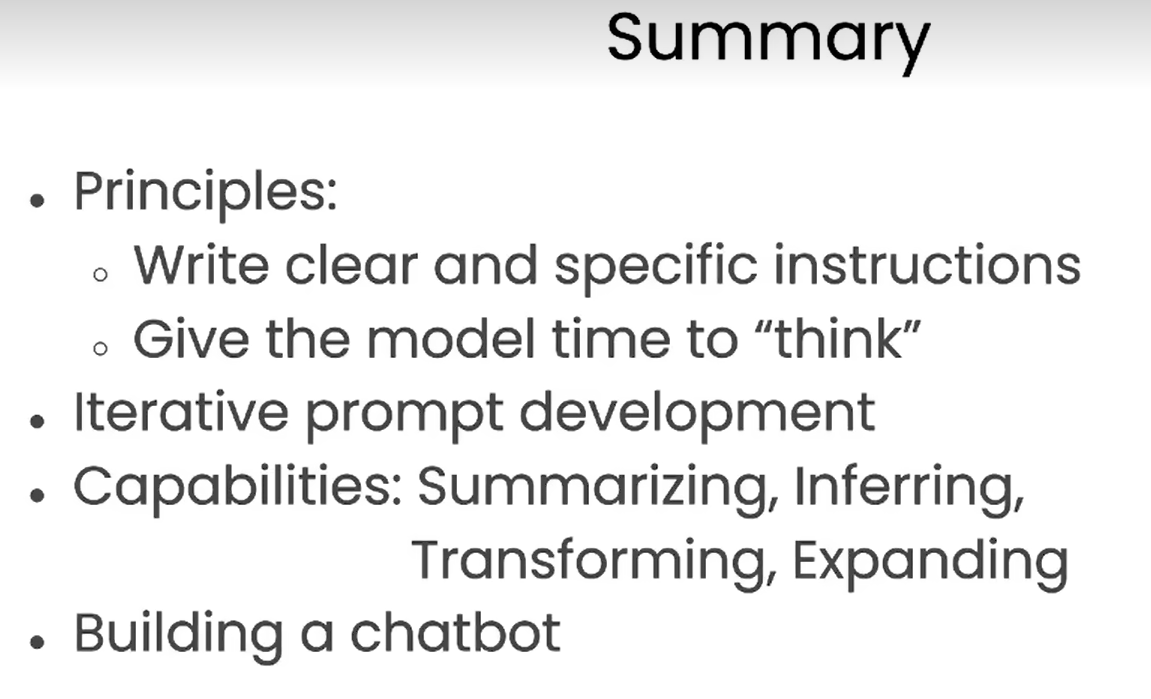 Summary
• Principles:
◦ Write clear and specific instructions
◦ Give the model time to “think”
• Iterative prompt development
• Capabilities: Summarizing, Inferring,
Transforming, Expanding
• Building a chatbot